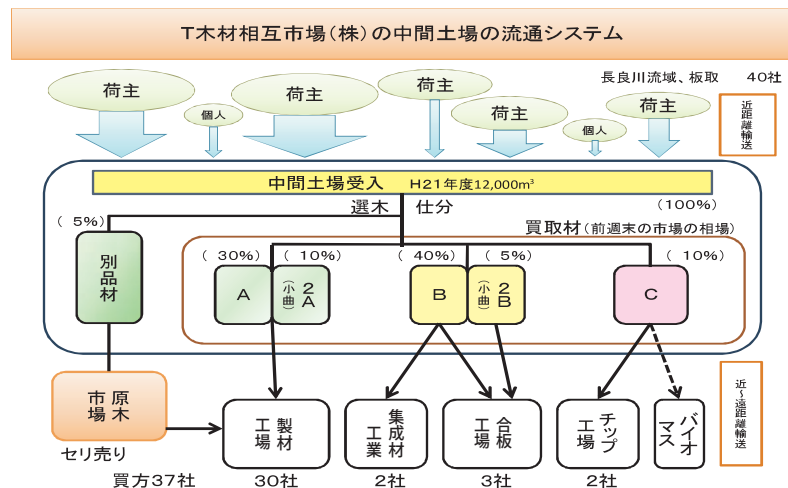 T木材相互市場(株)の中間土場の流通システム
長良川流域、板取 40社
荷主
個人
荷主
荷主
荷主
個人
荷主
近距離輸送
中間土場受入 H21年度12,000m³
選木 仕分
(100%)
( 5%)
買取材(前週末の市場の相場)
別品材
( 30%)
( 10%)
( 40%)
( 5%)
( 10%)
A
2A
(小曲)
B
2B
(小曲)
C
原木
市場
セリ売り
買方37社
製材
工場
30社
集成材
工業
2社
合板
工場
3社
チップ
工場
2社
バイオ
マス
近~遠距離輸送